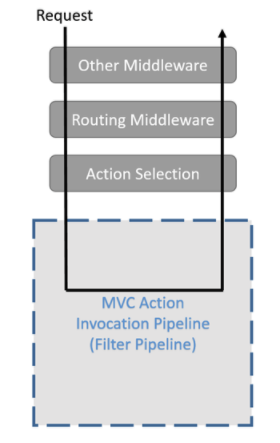 Request
Other Middleware
Routing Middleware
Action Selection
MVC Action
Invocation Pipeline
(Filter Pipeline)